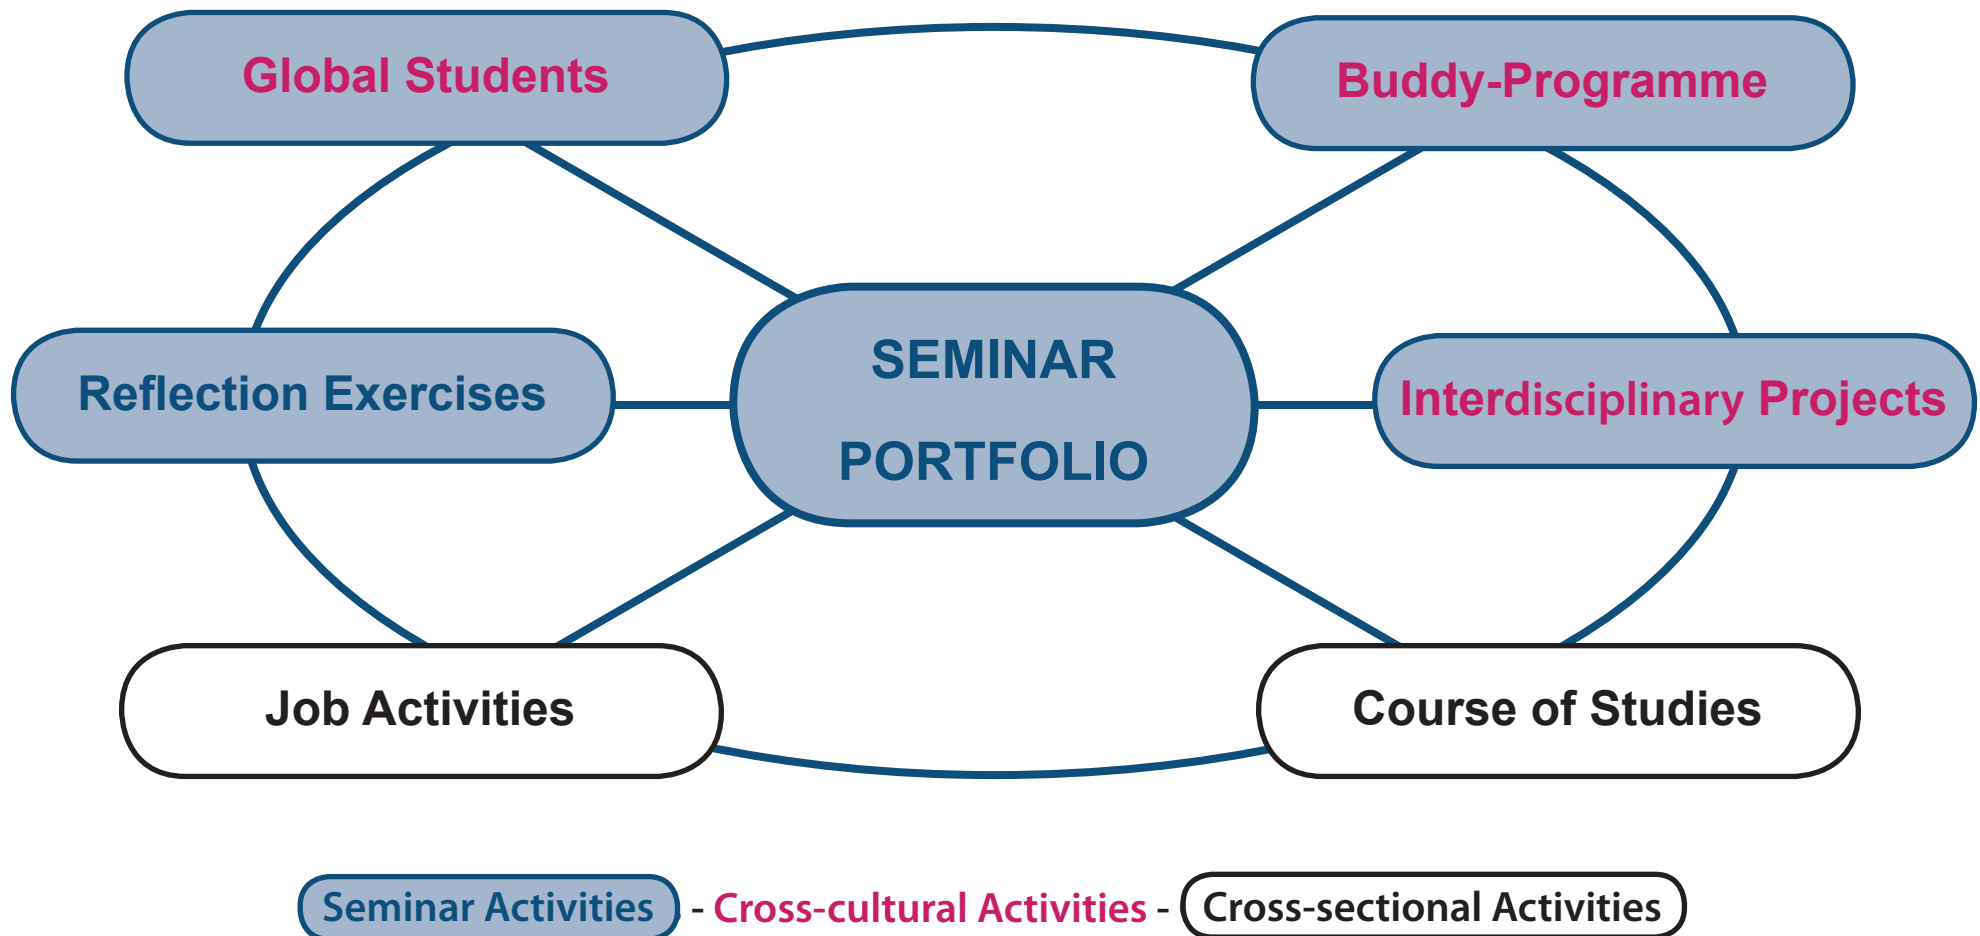 Global Students
Buddy-Programme
SEMINAR
PORTFOLIO
Reflection Exercises
Interdisciplinary Projects
Job Activities
Course of Studies
Seminar Activities - Cross-cultural Activities - Cross-sectional Activities